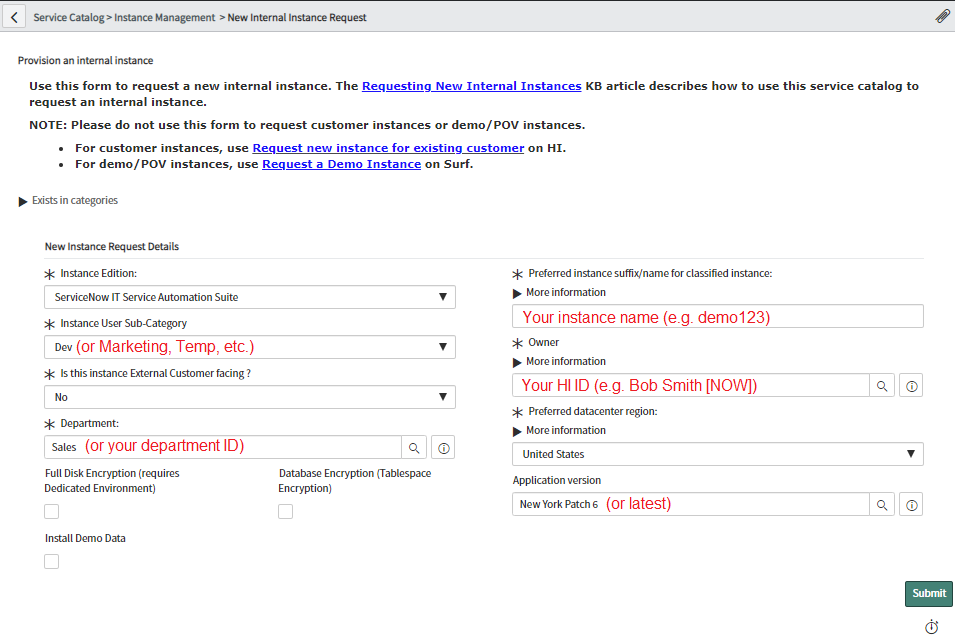 Service Catalog > Instance Management > New Internal Instance Request
Provision an internal instance
Use this form to request a new internal instance. The Requesting New Internal Instances KB article describes how to use this service catalog to
request an internal instance.
NOTE: Please do not use this form to request customer instances or demo/POV instances.
• For customer instances, use Request new instance for existing customer on HI.
• For demo/POV instances, use Request a Demo Instance on Surf.
Exists in categories
New Instance Request Details
Instance Edition:
ServiceNow IT Service Automation Suite
Instance User Sub-Category
Dev (or Marketing, Temp, etc.)
Is this instance External Customer facing ?
No
Department:
Sales (or your department ID)
Full Disk Encryption (requires
Dedicated Environment)
Database Encryption (Tablespace
Encryption)
Install Demo Data
Preferred instance suffix/name for classified instance:
More information
Your instance name (e.g. demo123)
Owner
More information
Your HI ID (e.g. Bob Smith [NOW])
Preferred datacenter region:
More information
United States
Application version
New York Patch 6 (or latest)
Submit